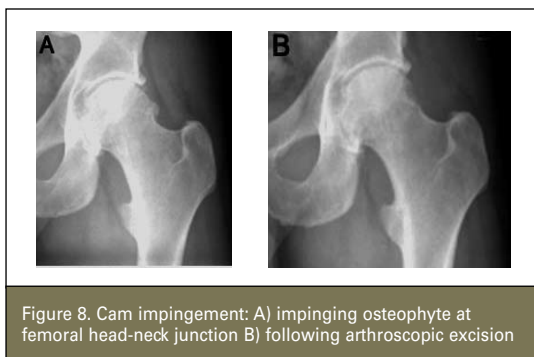 A
B
Figure 8. Cam impingement: A) impinging osteophyte at
femoral head-neck junction B) following arthroscopic excision